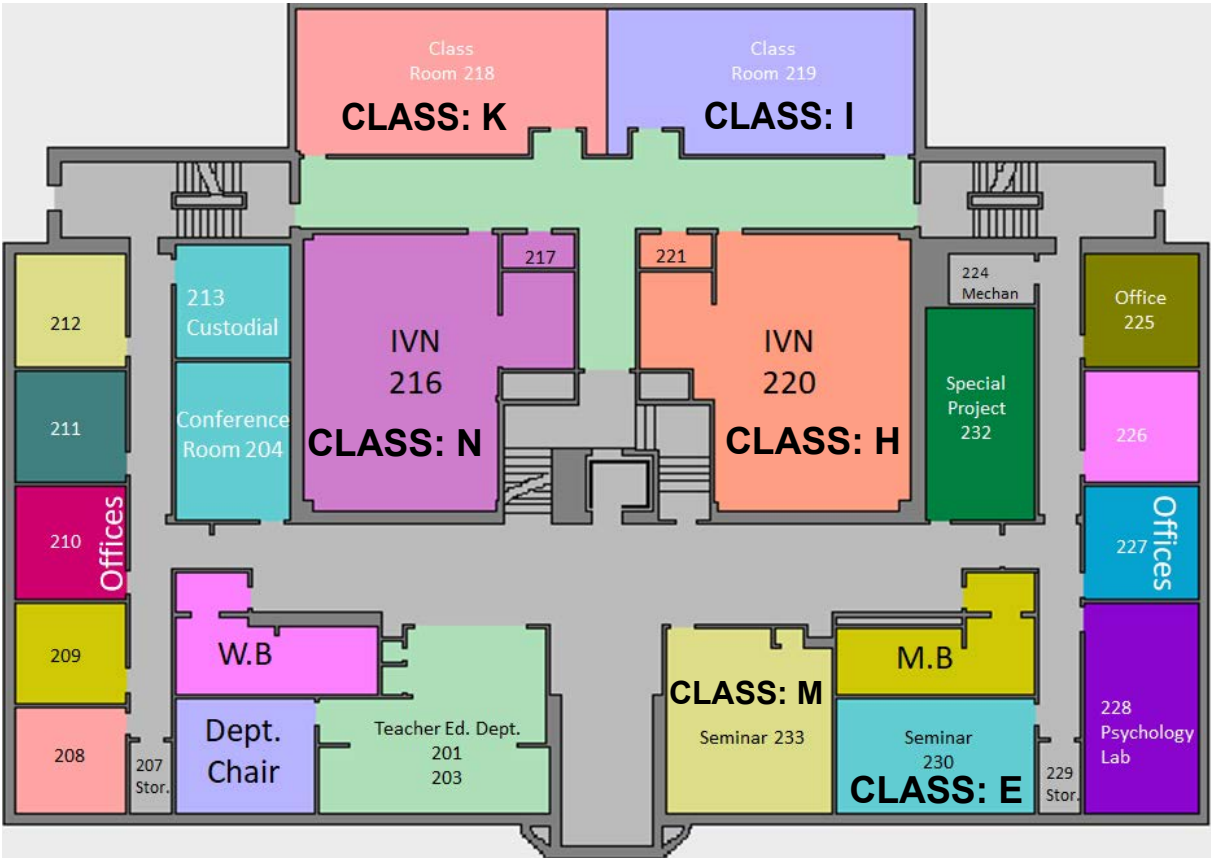 Class
Room 218
CLASS: K
Class
Room 219
CLASS: I
217
221
224
Mechan
Office
225
212
213
Custodial
IVN
216
CLASS: N
IVN
220
CLASS: H
Special
Project
232
211
Conference
Room 204
226
210
Offices
227
Offices
209
W.B
M.B
CLASS: M
Seminar 233
208
207
Stor.
Dept.
Chair
Teacher Ed. Dept.
201
203
Seminar
230
CLASS: E
229
Stor.
228
Psychology
Lab